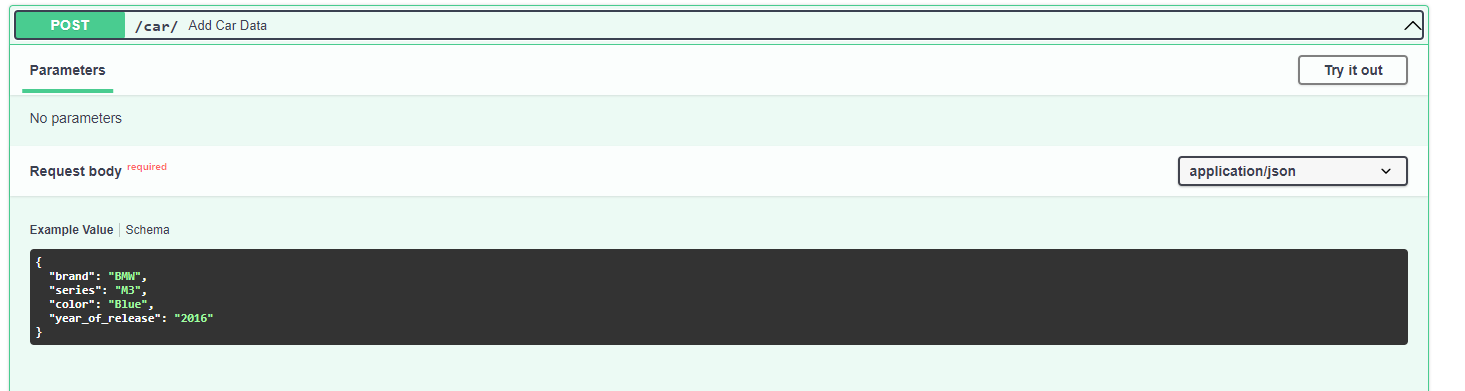 POST /car/ Add Car Data
Parameters Try it out
No parameters
Request body required application/json
Example Value Schema
{
"brand": "BMW",
"series": "M3",
"color": "Blue",
"year_of_release": "2016"
}